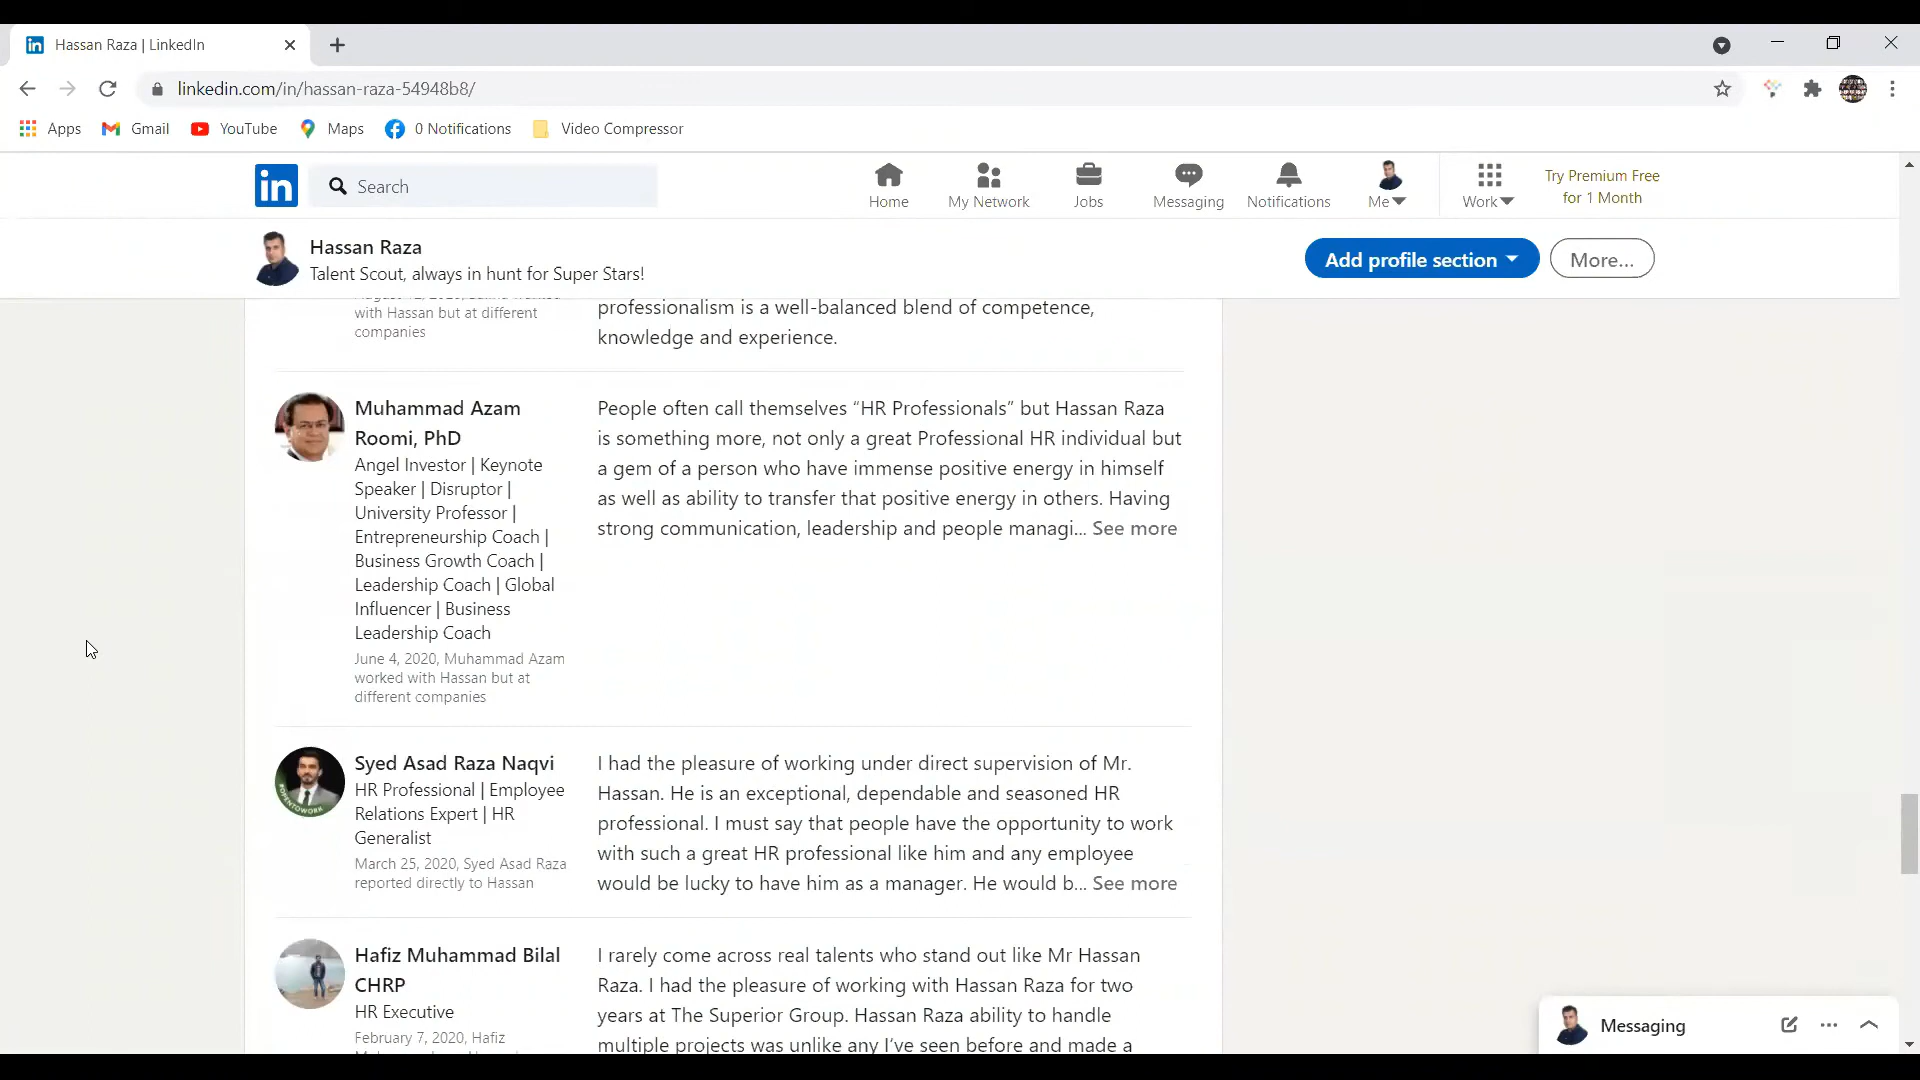 Hassan Raza | LinkedIn
linkedin.com/in/hassan-raza-54948b8/
Apps
Gmail
YouTube
Maps
0 Notifications
Video Compressor
in
Search
Home
My Network
Jobs
Messaging
Notifications
Me
Work
Try Premium Free
for 1 Month
Hassan Raza
Talent Scout, always in hunt for Super Stars!
Add profile section
More...
with Hassan but at different
companies
professionalism is a well-balanced blend of competence,
knowledge and experience.
Muhammad Azam
Roomi, PhD
Angel Investor | Keynote
Speaker | Disruptor |
University Professor |
Entrepreneurship Coach |
Business Growth Coach |
Leadership Coach | Global
Influencer | Business
Leadership Coach
June 4, 2020, Muhammad Azam
worked with Hassan but at
different companies
People often call themselves “HR Professionals” but Hassan Raza
is something more, not only a great Professional HR individual but
a gem of a person who have immense positive energy in himself
as well as ability to transfer that positive energy in others. Having
strong communication, leadership and people managi... See more
Syed Asad Raza Naqvi
HR Professional | Employee
Relations Expert | HR
Generalist
March 25, 2020, Syed Asad Raza
reported directly to Hassan
I had the pleasure of working under direct supervision of Mr.
Hassan. He is an exceptional, dependable and seasoned HR
professional. I must say that people have the opportunity to work
with such a great HR professional like him and any employee
would be lucky to have him as a manager. He would b... See more
Hafiz Muhammad Bilal
CHRP
HR Executive
February 7, 2020, Hafiz
I rarely come across real talents who stand out like Mr Hassan
Raza. I had the pleasure of working with Hassan Raza for two
years at The Superior Group. Hassan Raza ability to handle
multiple projects was unlike any I've seen before and made a
Messaging